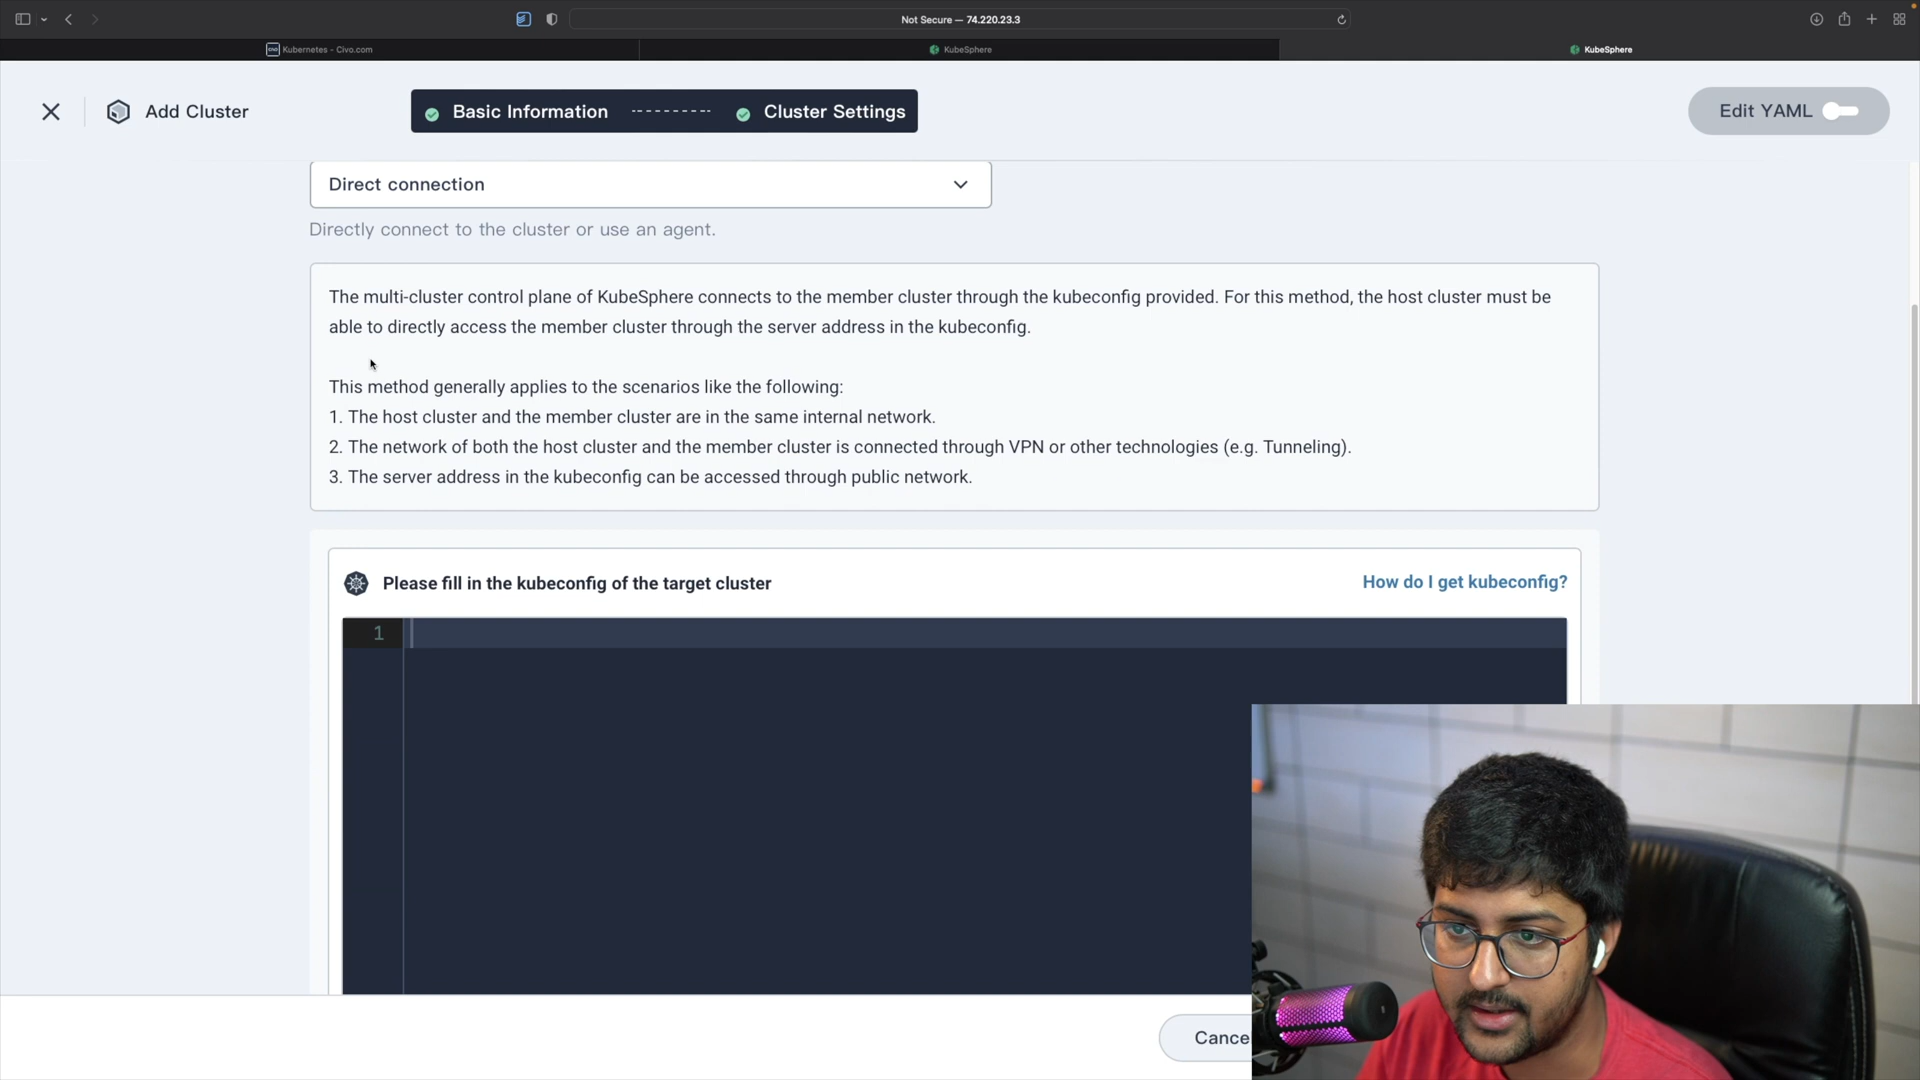 Not Secure — 74.220.23.3
Kubernetes - Civo.com
KubeSphere
KubeSphere
Add Cluster
Basic Information
Cluster Settings
Edit YAML
Direct connection
Directly connect to the cluster or use an agent.
The multi-cluster control plane of KubeSphere connects to the member cluster through the kubeconfig provided. For this method, the host cluster must be
able to directly access the member cluster through the server address in the kubeconfig.
This method generally applies to the scenarios like the following:
1. The host cluster and the member cluster are in the same internal network.
2. The network of both the host cluster and the member cluster is connected through VPN or other technologies (e.g. Tunneling).
3. The server address in the kubeconfig can be accessed through public network.
Please fill in the kubeconfig of the target cluster
How do I get kubeconfig?
1
Cance